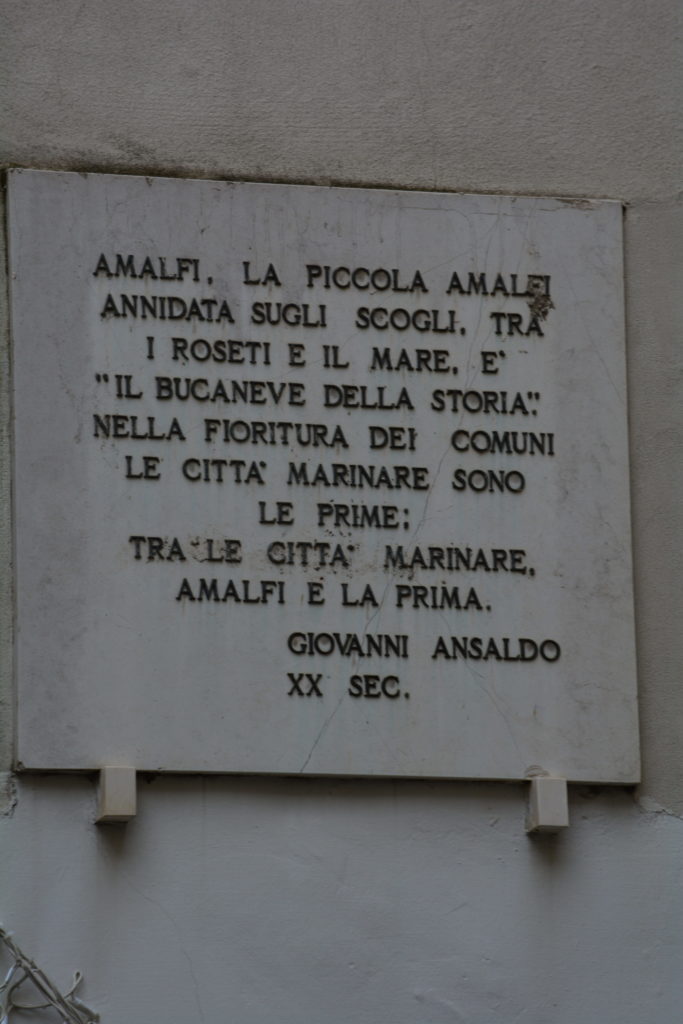 AMALFI, LA PICCOLA AMALFI
ANNIDATA SUGLI SCOGLI, TRA
I ROSETI E IL MARE, E'
"IL BUCANEVE DELLA STORIA":
NELLA FIORITURA DEI COMUNI
LE CITTA' MARINARE SONO
LE PRIME;
TRA LE CITTA' MARINARE,
AMALFI E LA PRIMA.
GIOVANNI ANSALDO
XX SEC.